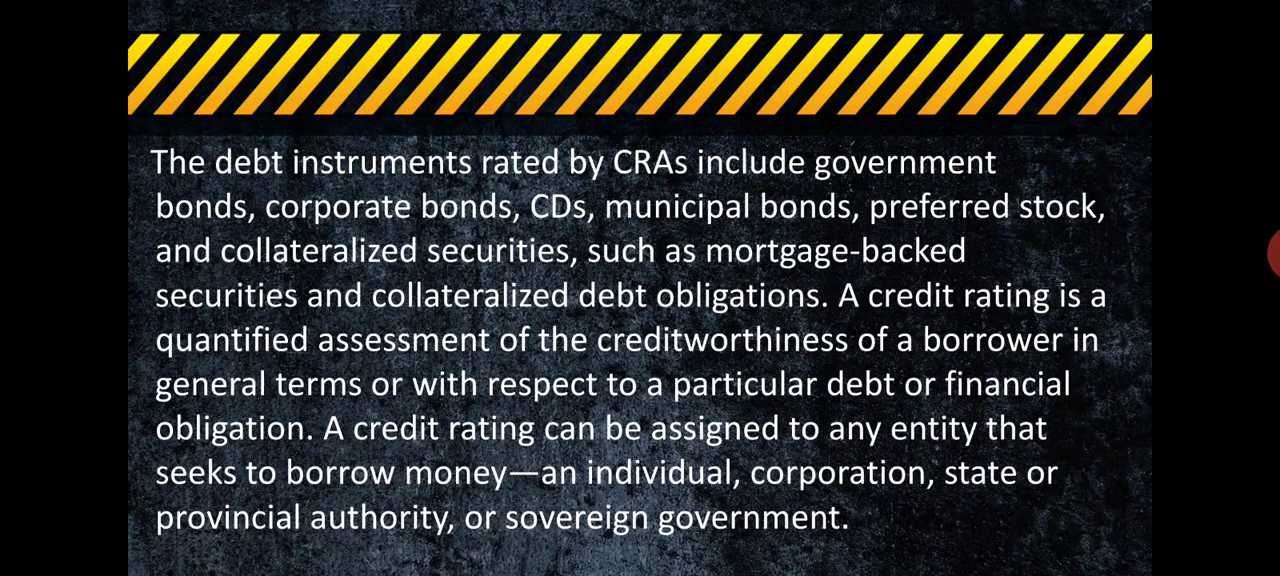 The debt instruments rated by CRAs include government
bonds, corporate bonds, CDs, municipal bonds, preferred stock,
and collateralized securities, such as mortgage-backed
securities and collateralized debt obligations. A credit rating is a
quantified assessment of the creditworthiness of a borrower in
general terms or with respect to a particular debt or financial
obligation. A credit rating can be assigned to any entity that
seeks to borrow money—an individual, corporation, state or
provincial authority, or sovereign government.